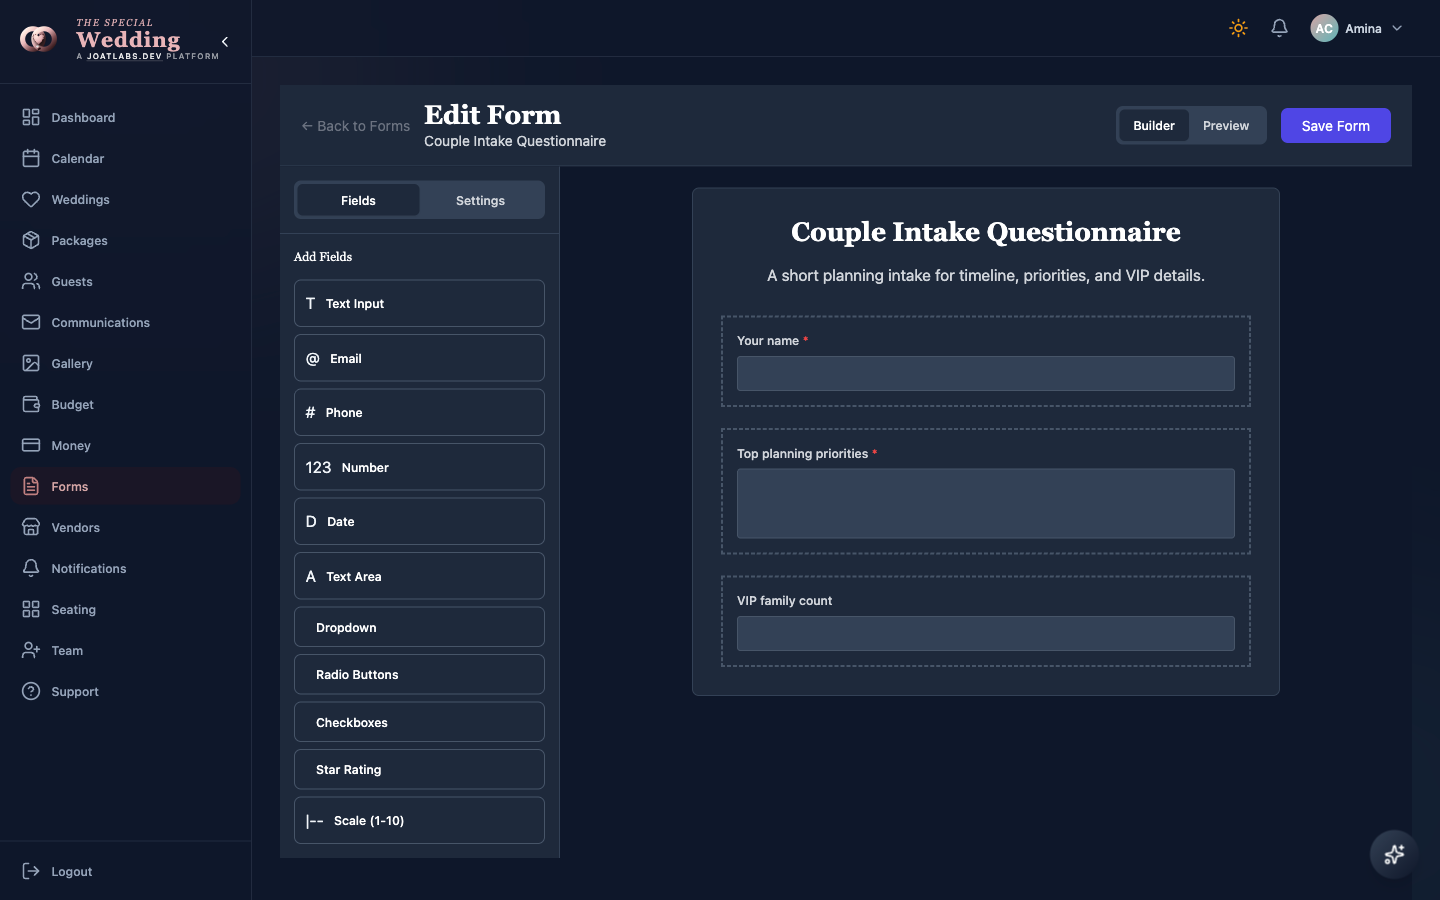 THE SPECIAL
Wedding
A JOATLABS.DEV PLATFORM
AC
Amina
Dashboard
Calendar
Weddings
Packages
Guests
Communications
Gallery
Budget
Money
Forms
Vendors
Notifications
Seating
Team
Support
Logout
← Back to Forms
Edit Form
Couple Intake Questionnaire
Builder
Preview
Save Form
Fields
Settings
Add Fields
T Text Input
@ Email
# Phone
123 Number
D Date
A Text Area
Dropdown
Radio Buttons
Checkboxes
Star Rating
|-- Scale (1-10)
Couple Intake Questionnaire
A short planning intake for timeline, priorities, and VIP details.
Your name *
Top planning priorities *
VIP family count